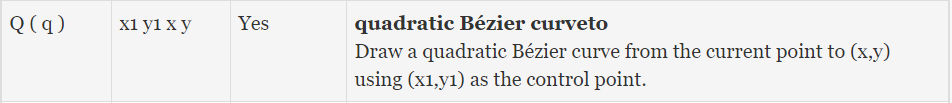 Q ( q ) x1 y1 x y Yes quadratic Bézier curveto
Draw a quadratic Bézier curve from the current point to (x,y)
using (x1,y1) as the control point.